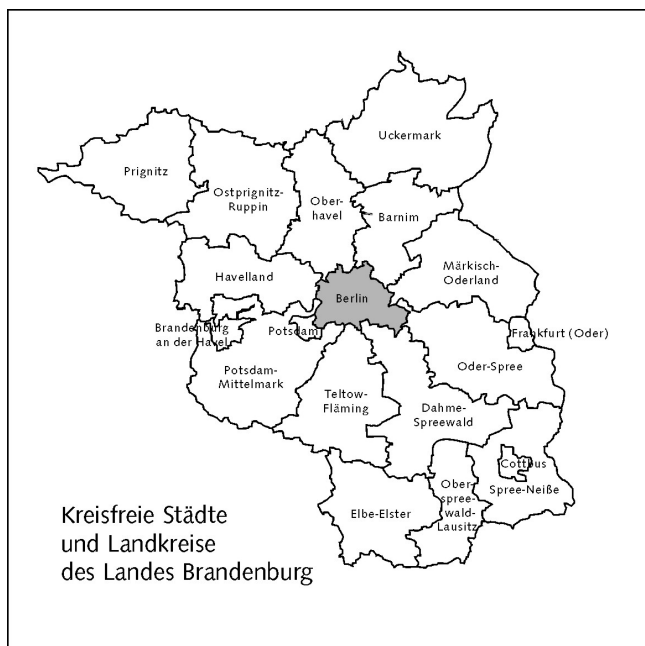 Uckermark
Prignitz
Ostprignitz-
Ruppin
Ober-
havel
Barnim
Havelland
Märkisch-
Oderland
Berlin
Brandenburg
an der Havel
Potsdam
Frankfurt (Oder)
Potsdam-
Mittelmark
Oder-Spree
Teltow-
Fläming
Dahme-
Spreewald
Cottbus
Spree-Neiße
Ober-
spree-
wald-
Lausitz
Elbe-Elster
Kreisfreie Städte
und Landkreise
des Landes Brandenburg